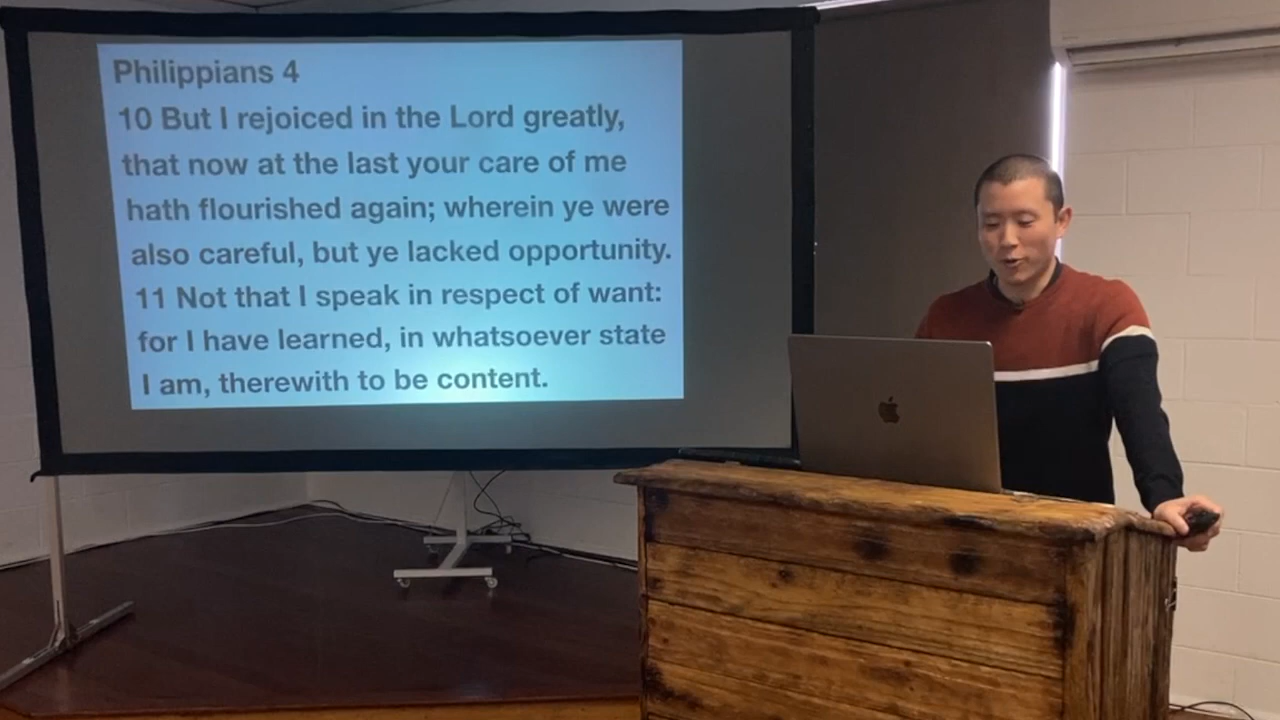 Philippians 4
10 But I rejoiced in the Lord greatly,
that now at the last your care of me
hath flourished again; wherein ye were
also careful, but ye lacked opportunity.
11 Not that I speak in respect of want:
for I have learned, in whatsoever state
I am, therewith to be content.